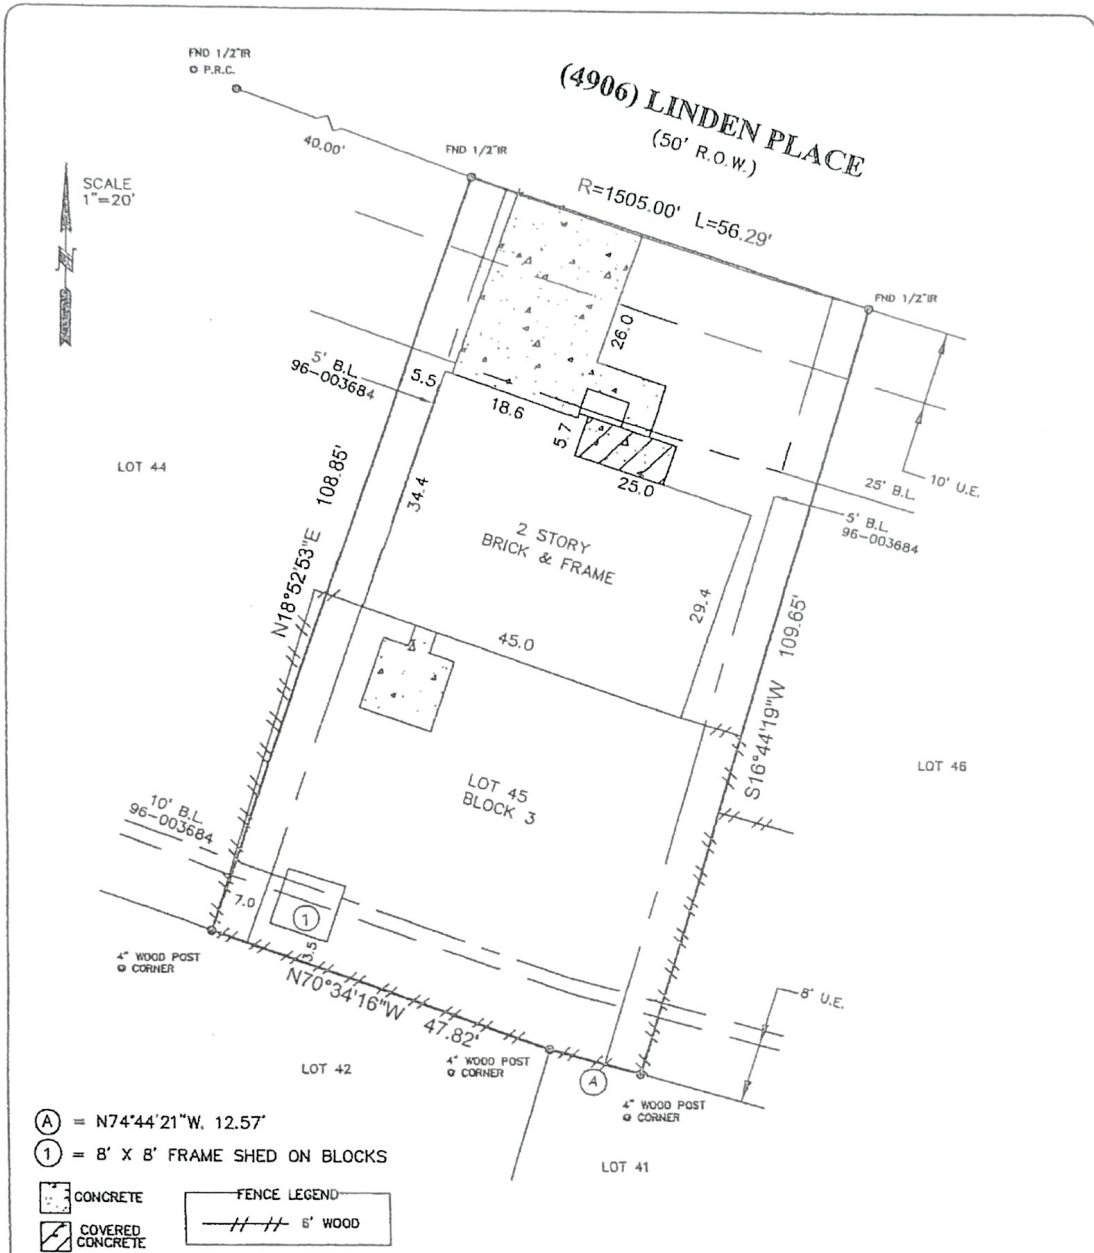 FND 1/2"IR
@ P.R.C.
(4906) LINDEN PLACE
(50' R.O.W.)
40.00'
FND 1/2"IR
R=1505.00' L=56.29'
SCALE
1"=20'
N
FND 1/2"IR
26.0
5' B.L.
96-003684
5.5
18.6
5.7
25.0
25' B.L.
10' U.E.
5' B.L.
96-003684
LOT 44
N18°52'53"E 108.85'
34.4
2 STORY
BRICK & FRAME
29.4
45.0
S16°44'19"W 109.65'
LOT 46
LOT 45
BLOCK 3
10' B.L.
96-003684
7.0
1
3.5
4" WOOD POST
@ CORNER
N70°34'16"W 47.82'
8' U.E.
4" WOOD POST
@ CORNER
LOT 42
A
4" WOOD POST
@ CORNER
LOT 41
A = N74°44'21"W, 12.57'
1 = 8' X 8' FRAME SHED ON BLOCKS
CONCRETE
COVERED
CONCRETE
FENCE LEGEND
6' WOOD